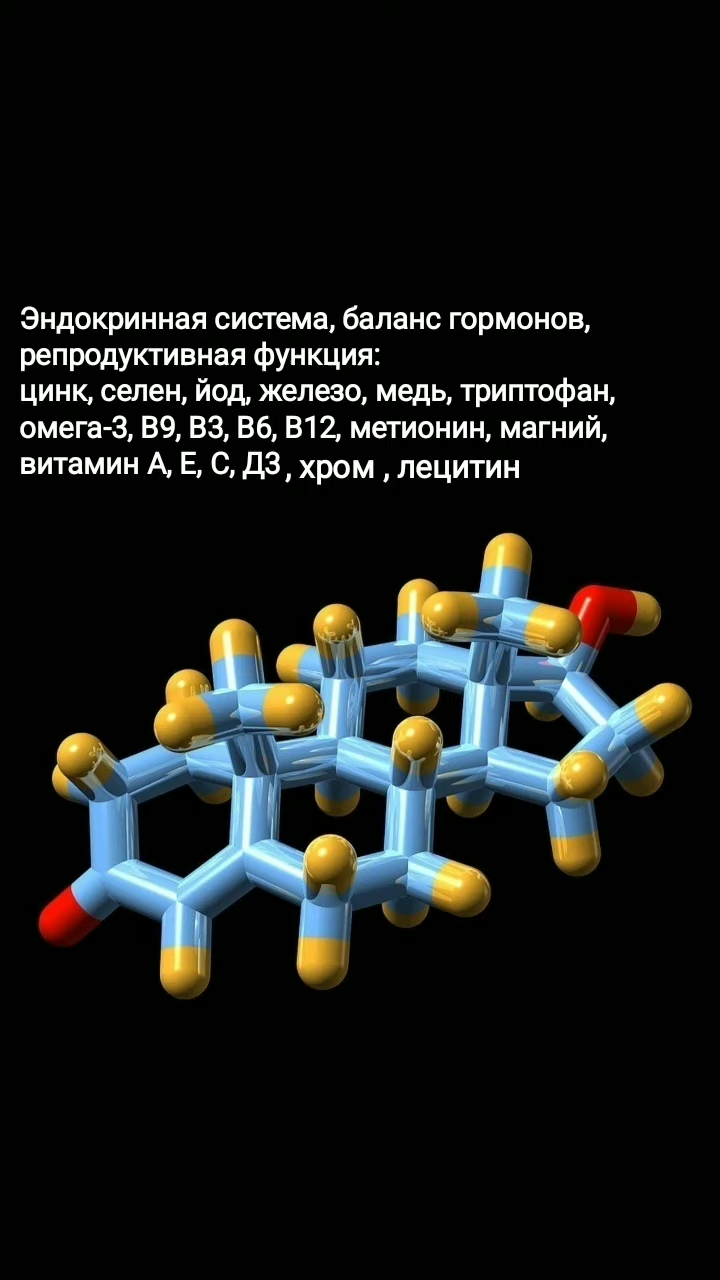 Эндокринная система, баланс гормонов,
репродуктивная функция:
цинк, селен, йод, железо, медь, триптофан,
омега-3, В9, В3, В6, В12, метионин, магний,
витамин А, Е, С, Д3 , хром , лецитин